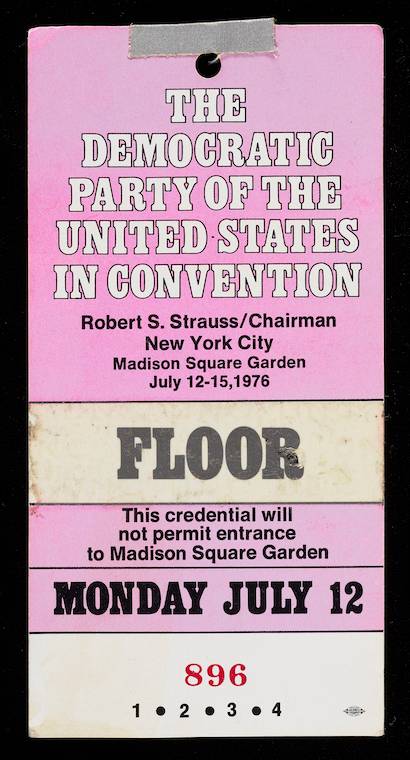 THE
DEMOCRATIC
PARTY OF THE
UNITED STATES
IN CONVENTION
Robert S. Strauss/Chairman
New York City
Madison Square Garden
July 12-15,1976
FLOOR
This credential will
not permit entrance
to Madison Square Garden
MONDAY JULY 12
896
1 ● 2 ● 3 ● 4